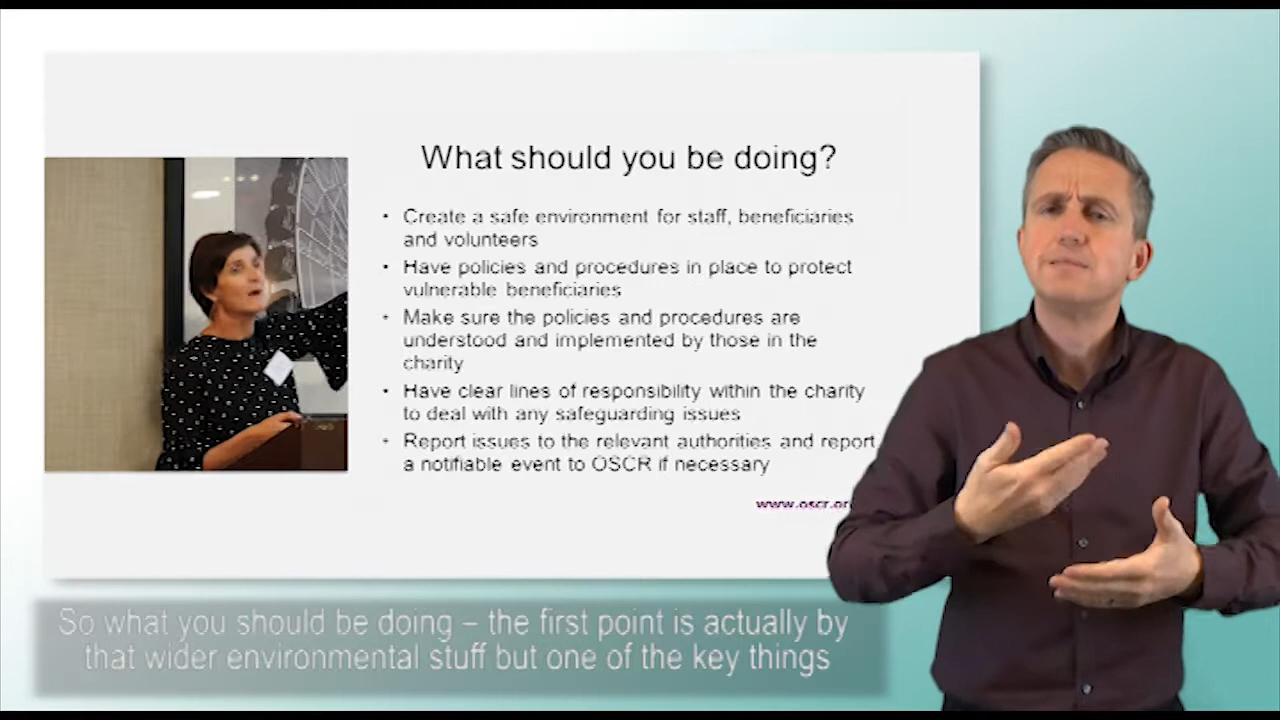 What should you be doing?
• Create a safe environment for staff, beneficiaries
and volunteers
• Have policies and procedures in place to protect
vulnerable beneficiaries
• Make sure the policies and procedures are
understood and implemented by those in the
charity
• Have clear lines of responsibility within the charity
to deal with any safeguarding issues
• Report issues to the relevant authorities and report
a notifiable event to OSCR if necessary
www.oscr.or
So what you should be doing – the first point is actually by
that wider environmental stuff but one of the key things